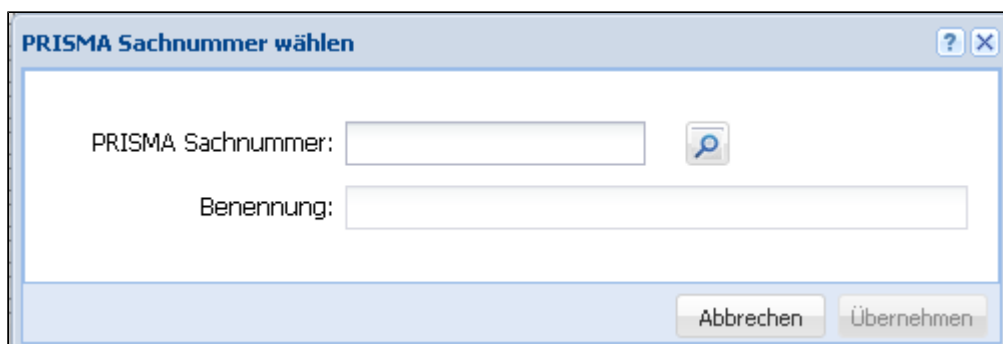 PRISMA Sachnummer wählen
PRISMA Sachnummer:
Benennung:
Abbrechen Übernehmen